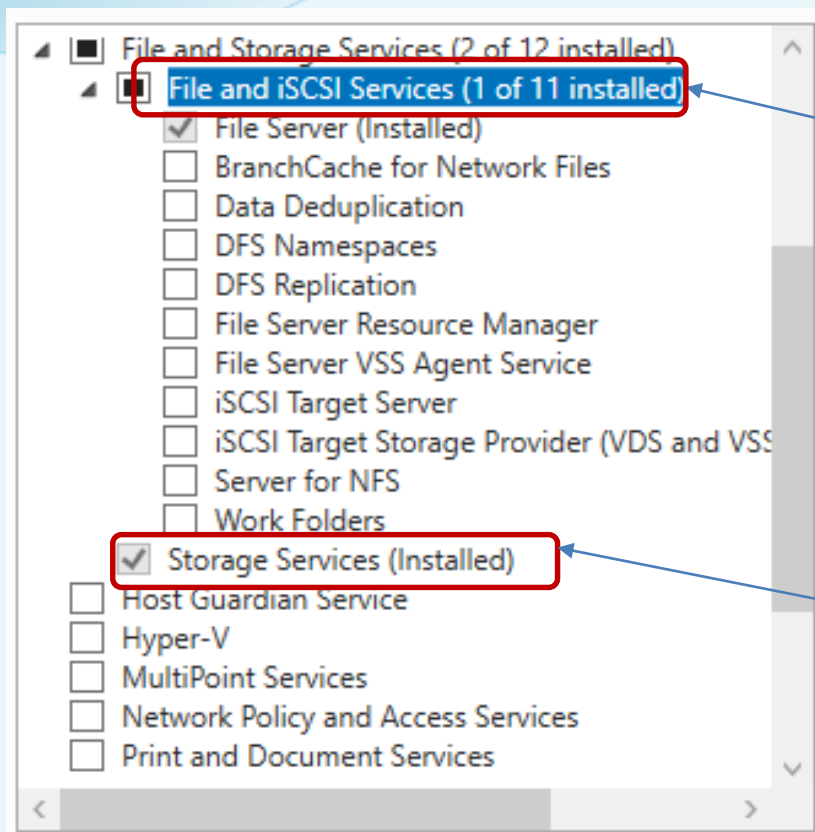 File and Storage Services (2 of 12 installed)
File and iSCSI Services (1 of 11 installed)
File Server (Installed)
BranchCache for Network Files
Data Deduplication
DFS Namespaces
DFS Replication
File Server Resource Manager
File Server VSS Agent Service
iSCSI Target Server
iSCSI Target Storage Provider (VDS and VSS
Server for NFS
Work Folders
Storage Services (Installed)
Host Guardian Service
Hyper-V
MultiPoint Services
Network Policy and Access Services
Print and Document Services